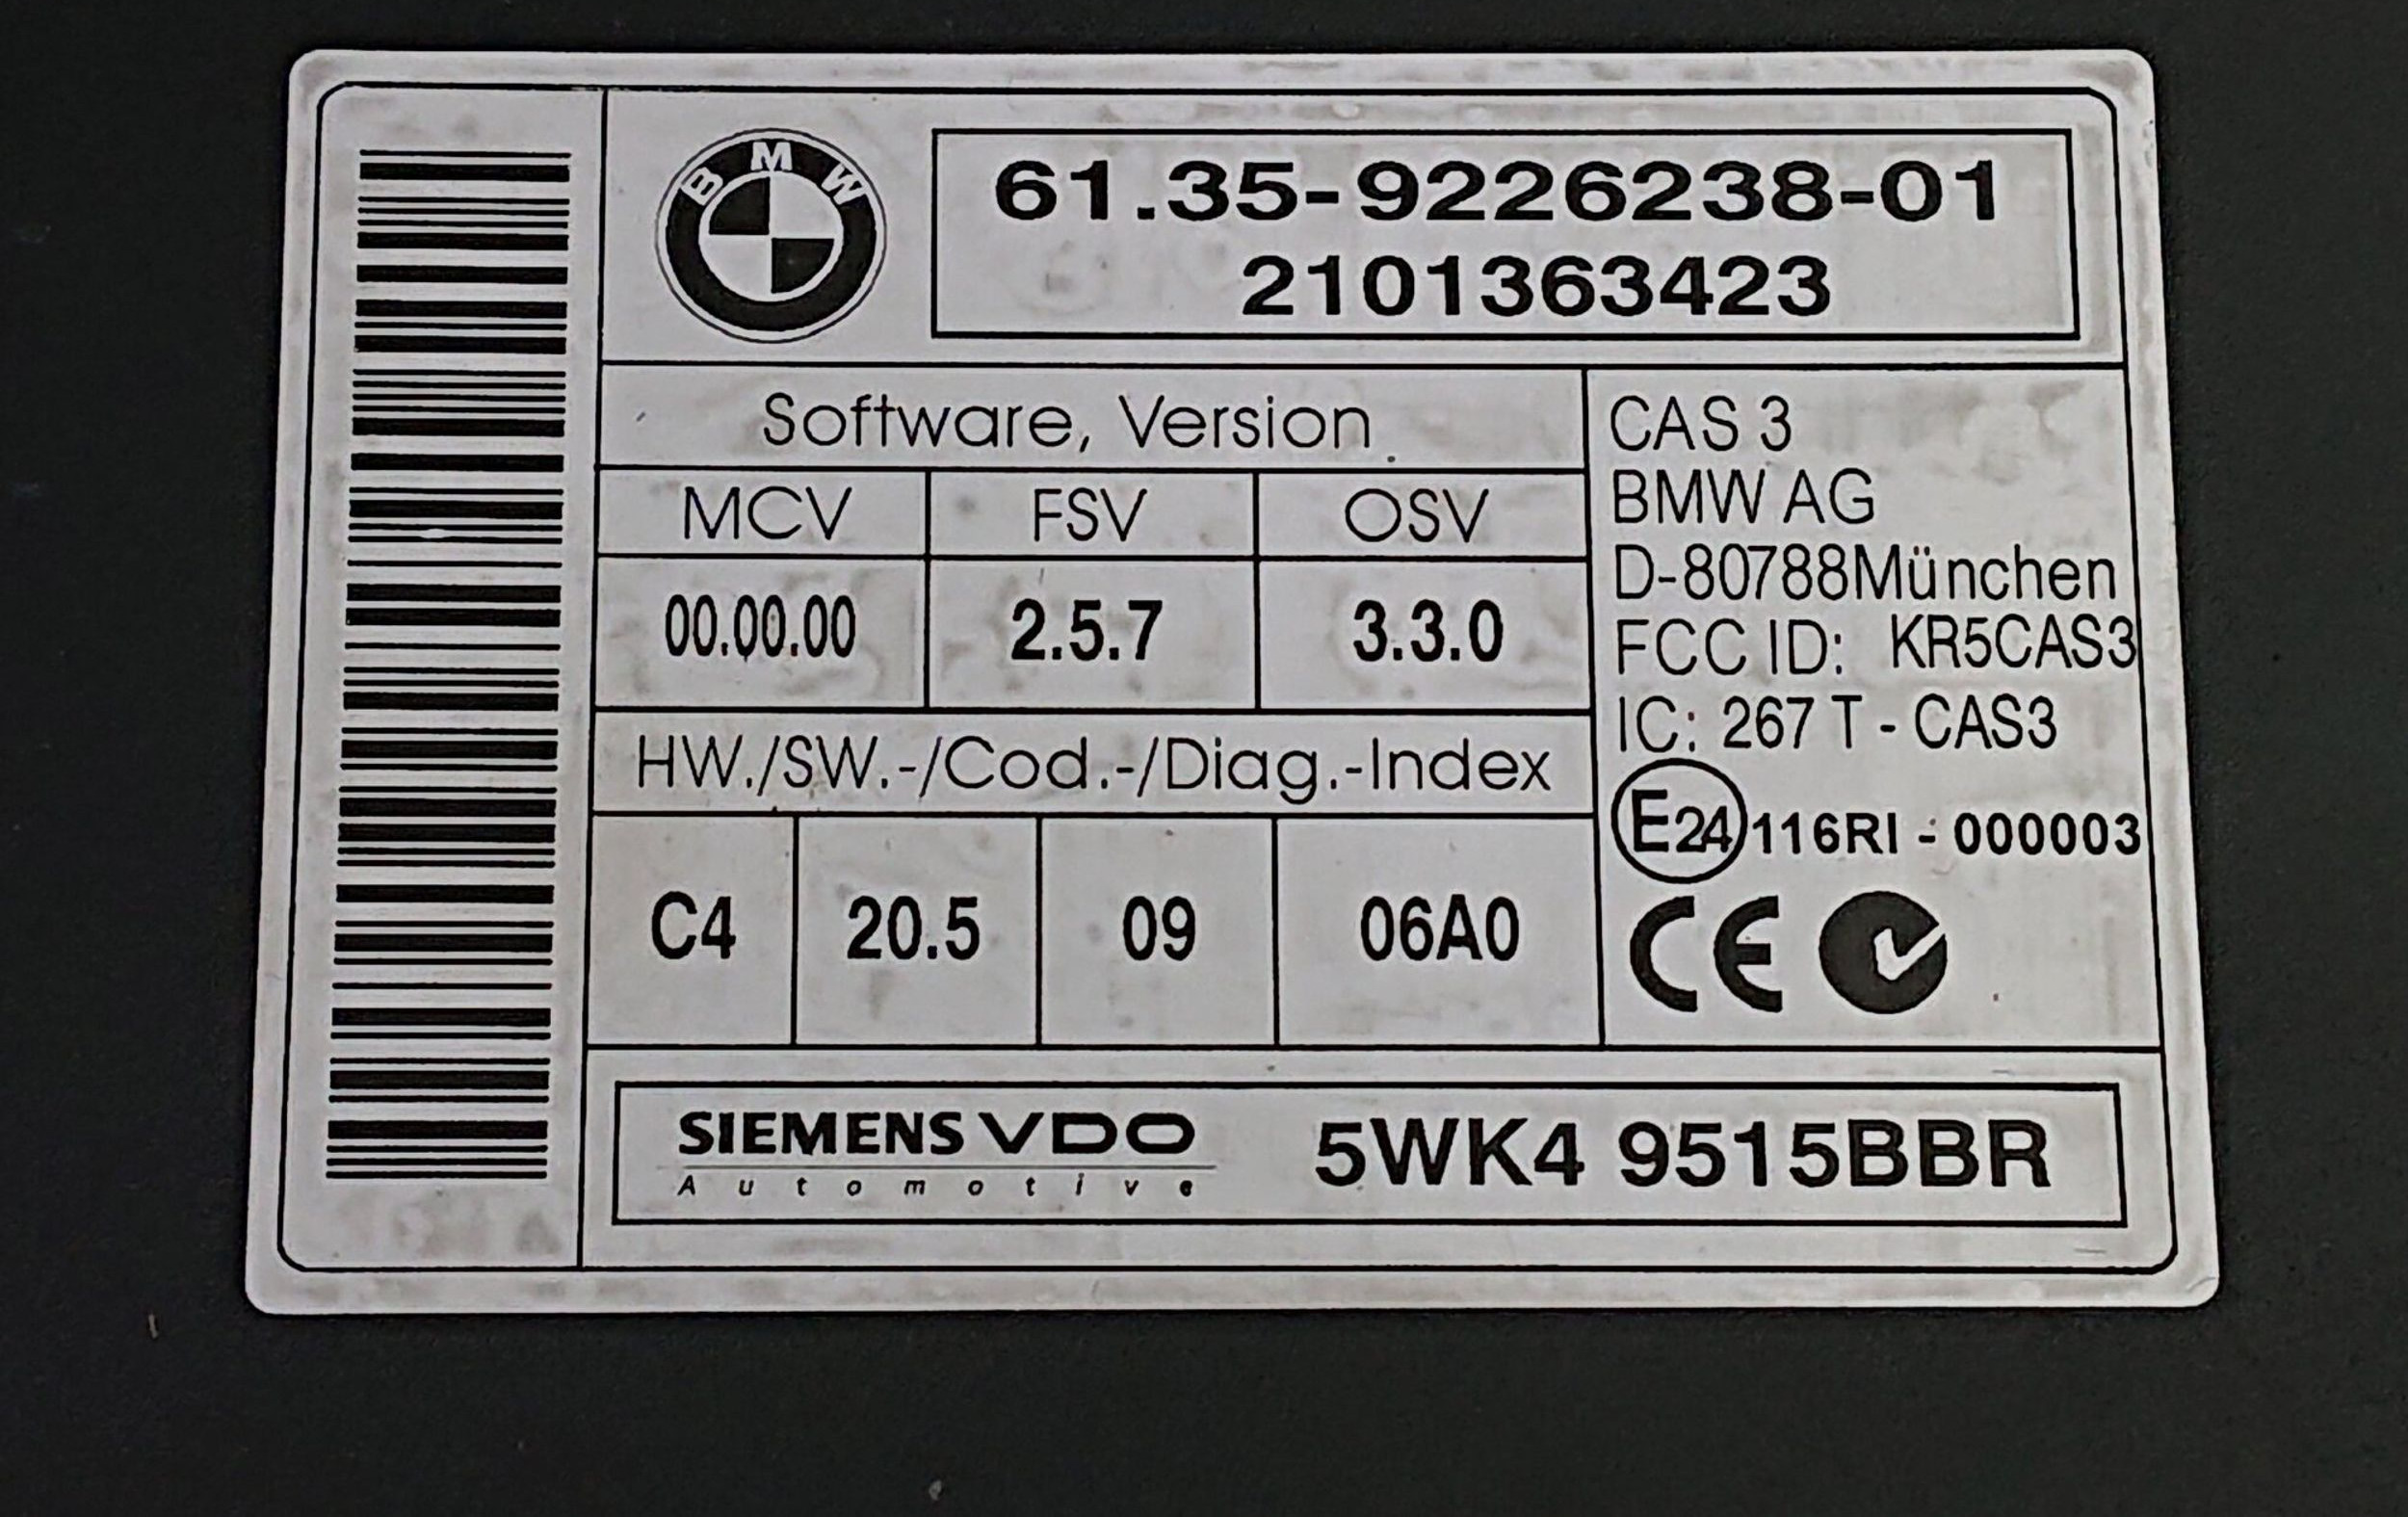 BMW
61.35-9226238-01
2101363423
Software, Version
MCV FSV OSV
00.00.00 2.5.7 3.3.0
HW./SW.-/Cod.-/Diag.-Index
C4 20.5 09 06A0
CAS 3
BMW AG
D-80788München
FCC ID: KR5CAS3
IC: 267 T - CAS3
E24 116RI - 000003
CE
SIEMENS VDO
Automotive
5WK4 9515BBR